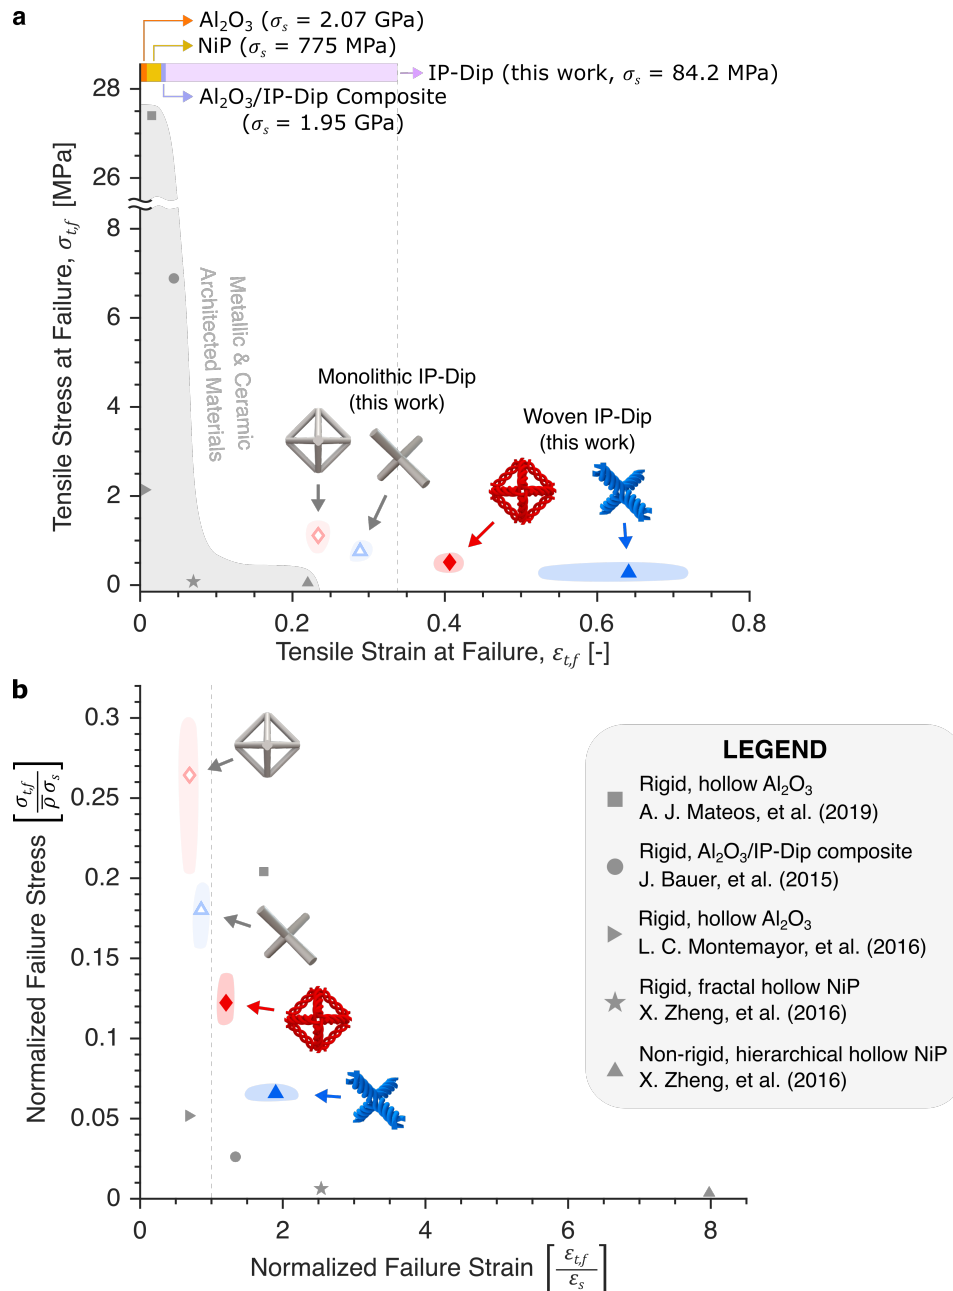 a
Al₂O₃ (σₛ = 2.07 GPa)
NiP (σₛ = 775 MPa)
IP-Dip (this work, σₛ = 84.2 MPa)
Al₂O₃/IP-Dip Composite
(σₛ = 1.95 GPa)
28
26
8
6
4
2
0
Tensile Stress at Failure, σt,f [MPa]
Metallic & Ceramic
Architected Materials
Monolithic IP-Dip
(this work)
Woven IP-Dip
(this work)
0
0.2
0.4
0.6
0.8
Tensile Strain at Failure, εt,f [-]
b
0.3
0.25
0.2
0.15
0.1
0.05
0
Normalized Failure Stress [σt,f / ρ̅ σₛ]
0
2
4
6
8
Normalized Failure Strain [εt,f / εₛ]
LEGEND
Rigid, hollow Al₂O₃
A. J. Mateos, et al. (2019)
Rigid, Al₂O₃/IP-Dip composite
J. Bauer, et al. (2015)
Rigid, hollow Al₂O₃
L. C. Montemayor, et al. (2016)
Rigid, fractal hollow NiP
X. Zheng, et al. (2016)
Non-rigid, hierarchical hollow NiP
X. Zheng, et al. (2016)